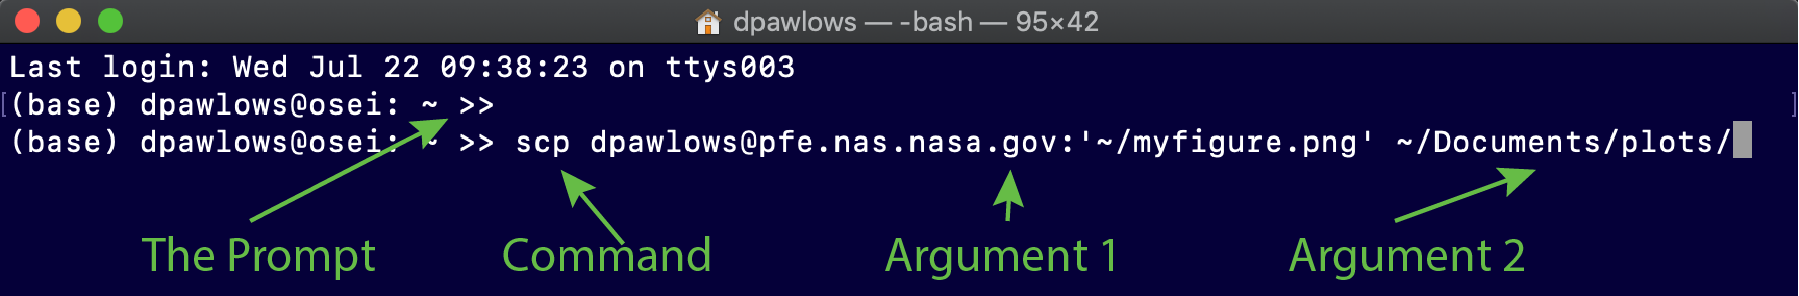 dpawlows — -bash — 95×42
Last login: Wed Jul 22 09:38:23 on ttys003
[(base) dpawlows@osei: ~ >> ]
(base) dpawlows@osei: ~ >> scp dpawlows@pfe.nas.nasa.gov:'~/myfigure.png' ~/Documents/plots/
The Prompt Command Argument 1 Argument 2